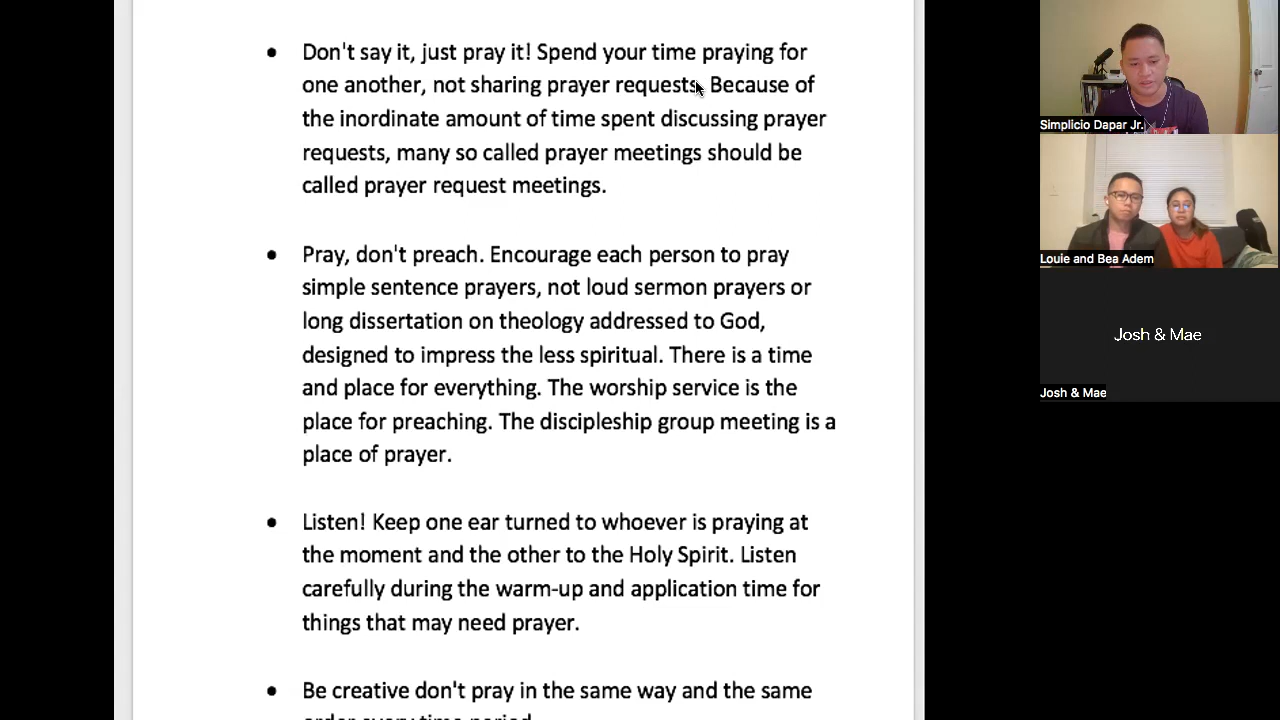 • Don't say it, just pray it! Spend your time praying for
one another, not sharing prayer requests. Because of
the inordinate amount of time spent discussing prayer
requests, many so called prayer meetings should be
called prayer request meetings.
• Pray, don't preach. Encourage each person to pray
simple sentence prayers, not loud sermon prayers or
long dissertation on theology addressed to God,
designed to impress the less spiritual. There is a time
and place for everything. The worship service is the
place for preaching. The discipleship group meeting is a
place of prayer.
• Listen! Keep one ear turned to whoever is praying at
the moment and the other to the Holy Spirit. Listen
carefully during the warm-up and application time for
things that may need prayer.
• Be creative don't pray in the same way and the same
order every time period
Simplicio Dapar Jr.
Louie and Bea Adem
Josh & Mae
Josh & Mae